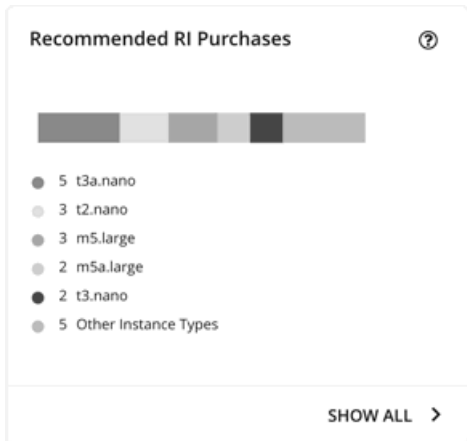 Recommended RI Purchases
5 t3a.nano
3 t2.nano
3 m5.large
2 m5a.large
2 t3.nano
5 Other Instance Types
SHOW ALL